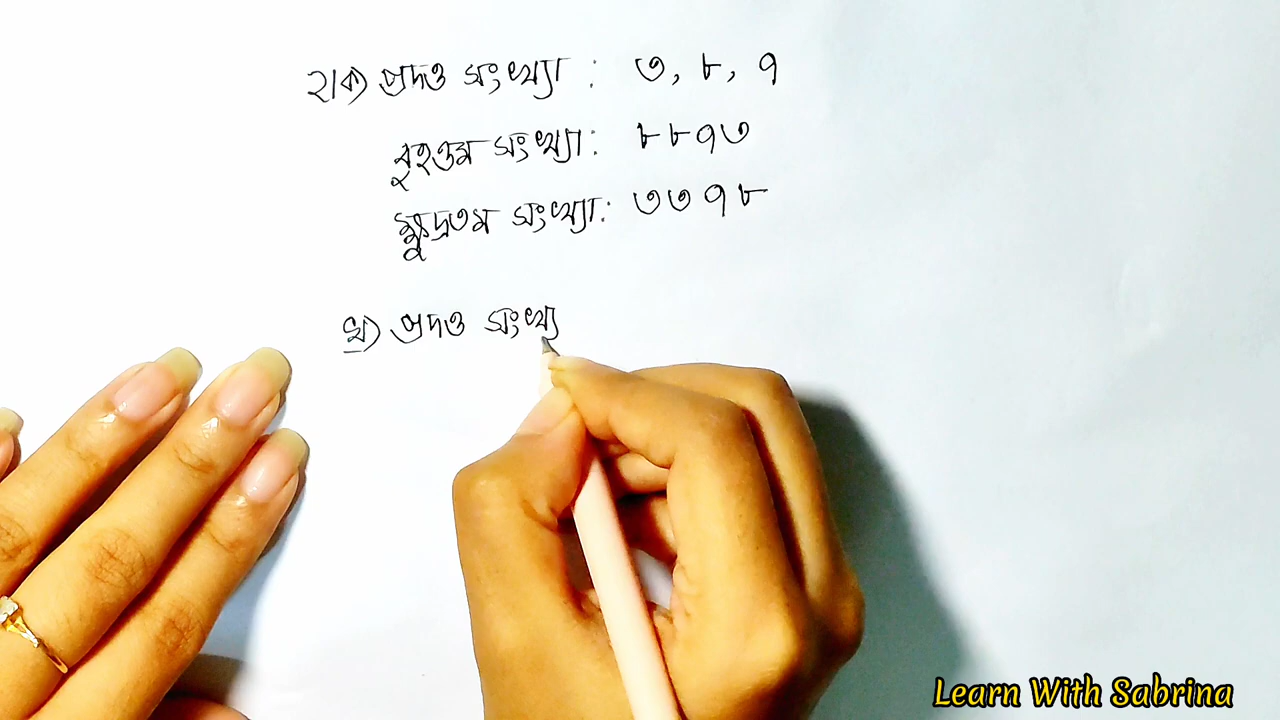 ২।ক) প্রদত্ত সংখ্যা : ৩, ৮, ৭
বৃহত্তম সংখ্যা : ৮৮৭৩
ক্ষুদ্রতম সংখ্যা : ৩৩৭৮
খ) প্রদত্ত সংখ্য
Learn With Sabrina